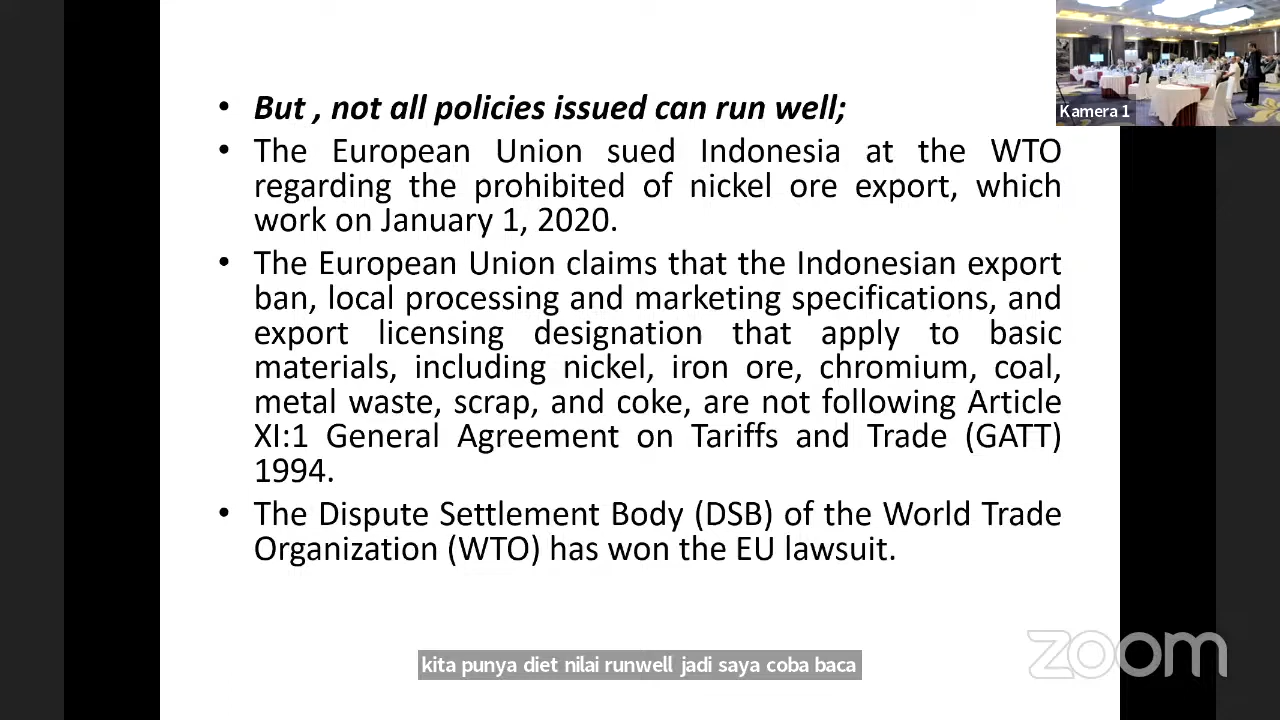 But , not all policies issued can run well;
The European Union sued Indonesia at the WTO
regarding the prohibited of nickel ore export, which
work on January 1, 2020.
The European Union claims that the Indonesian export
ban, local processing and marketing specifications, and
export licensing designation that apply to basic
materials, including nickel, iron ore, chromium, coal,
metal waste, scrap, and coke, are not following Article
XI:1 General Agreement on Tariffs and Trade (GATT)
1994.
The Dispute Settlement Body (DSB) of the World Trade
Organization (WTO) has won the EU lawsuit.
Kamera 1
kita punya diet nilai runwell jadi saya coba baca
zoom